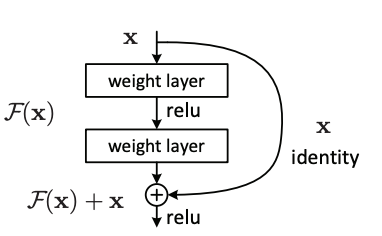 x
weight layer
relu
F(x)
weight layer
x
identity
F(x) + x
+
relu